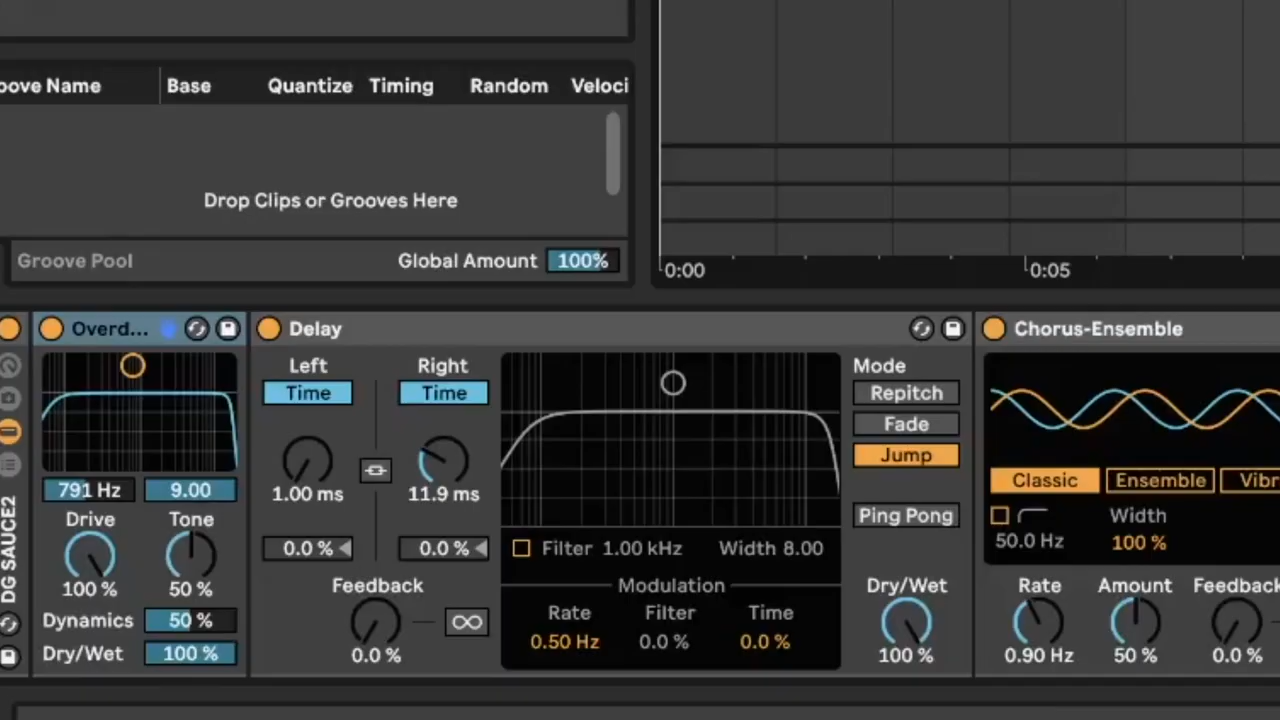 oove Name Base Quantize Timing Random Veloci
Drop Clips or Grooves Here
Groove Pool Global Amount 100%
0:00 0:05
Overd... Delay Chorus-Ensemble
Left Right Mode
Time Time Repitch
Fade
Jump
Classic Ensemble Vibr
791 Hz 9.00 1.00 ms 11.9 ms
Drive Tone Ping Pong Width
50.0 Hz 100 %
0.0 % 0.0 % Filter 1.00 kHz Width 8.00
100 % 50 % Feedback Modulation Dry/Wet Rate Amount Feedback
Dynamics 50 % Rate Filter Time
0.50 Hz 0.0 % 0.0 %
Dry/Wet 100 % 0.0 % 100 % 0.90 Hz 50 % 0.0 %
DG SAUCE2